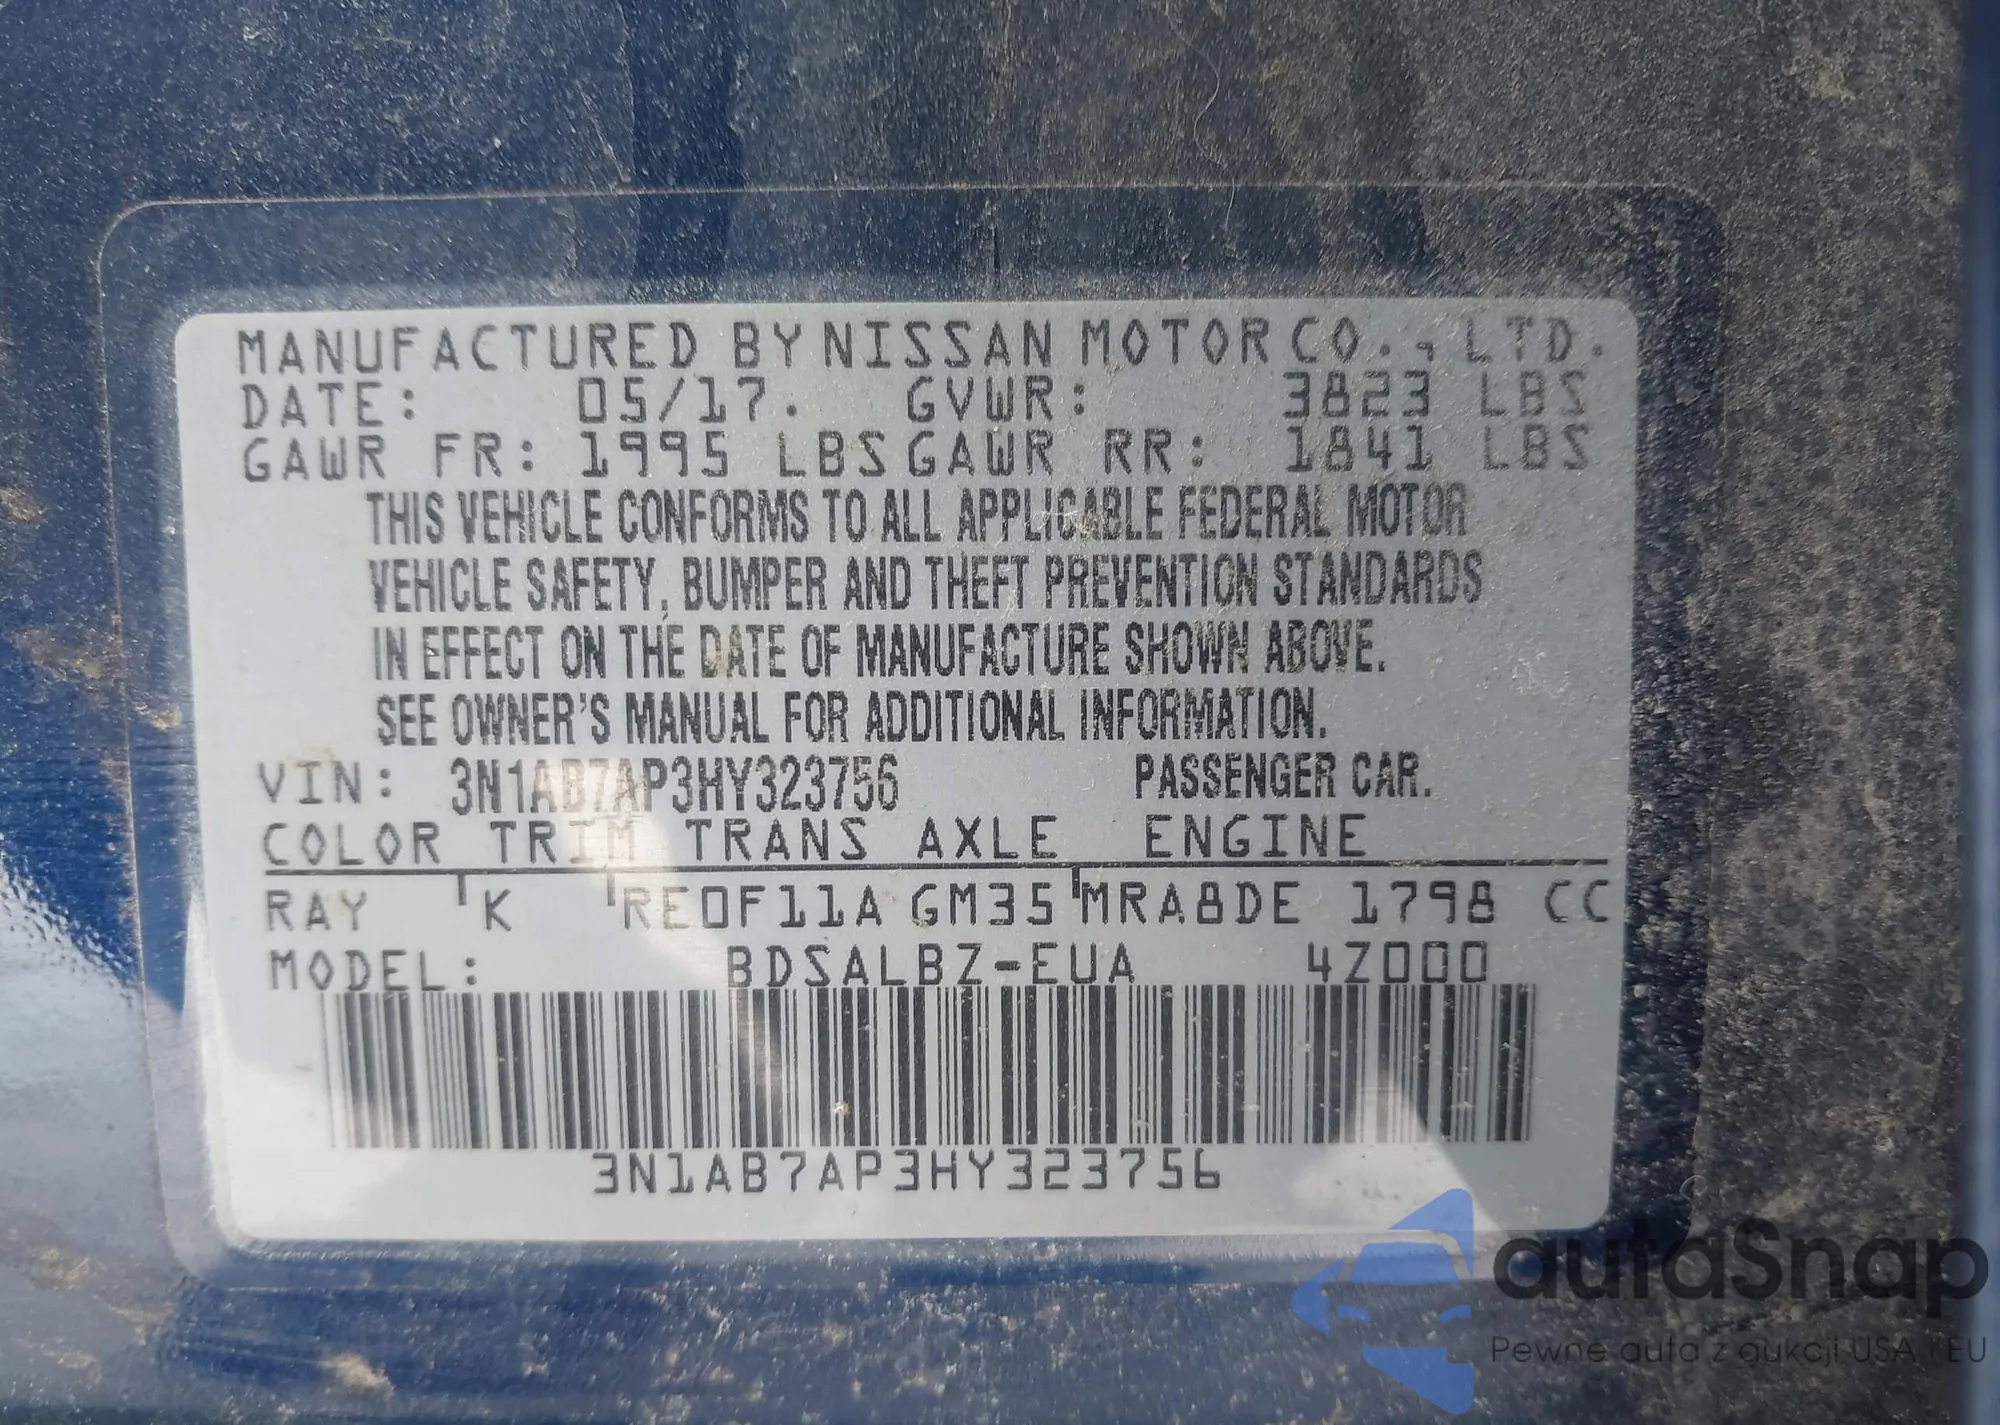 MANUFACTURED BY NISSAN MOTOR CO., LTD.
DATE: 05/17. GVWR: 3823 LBS
GAWR FR: 1995 LBS GAWR RR: 1841 LBS
THIS VEHICLE CONFORMS TO ALL APPLICABLE FEDERAL MOTOR
VEHICLE SAFETY, BUMPER AND THEFT PREVENTION STANDARDS
IN EFFECT ON THE DATE OF MANUFACTURE SHOWN ABOVE.
SEE OWNER'S MANUAL FOR ADDITIONAL INFORMATION.
VIN: 3N1AB7AP3HY323756 PASSENGER CAR.
COLOR TRIM TRANS AXLE ENGINE
RAY K RE0F11A GM35 MRA8DE 1798 CC
MODEL: BDSALBZ-EUA 4Z000
3N1AB7AP3HY323756
autaSnap
Pewne auta z aukcji USA i EU